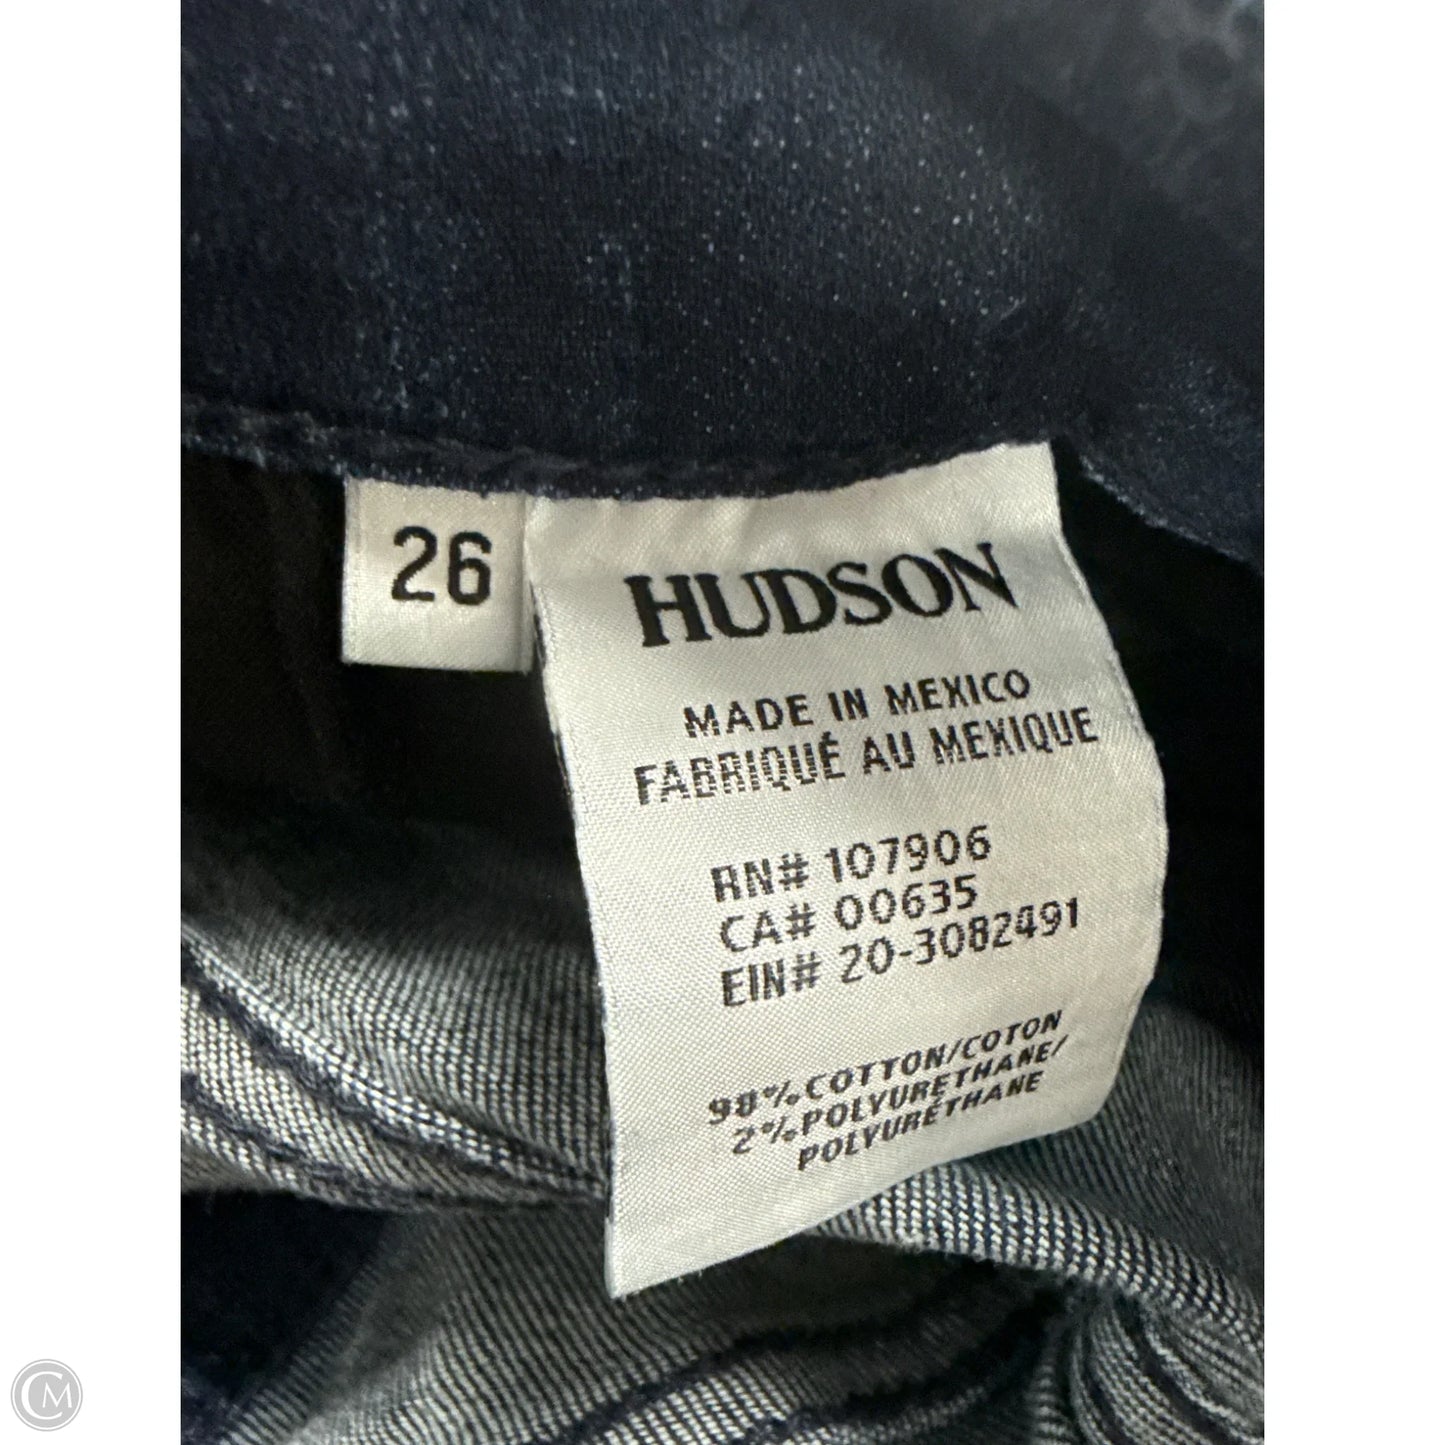 26
HUDSON
MADE IN MEXICO
FABRIQUÉ AU MEXIQUE
RN# 107906
CA# 00635
EIN# 20-3082491
98% COTTON/COTON
2% POLYURETHANE/
POLYURÉTHANE
CM